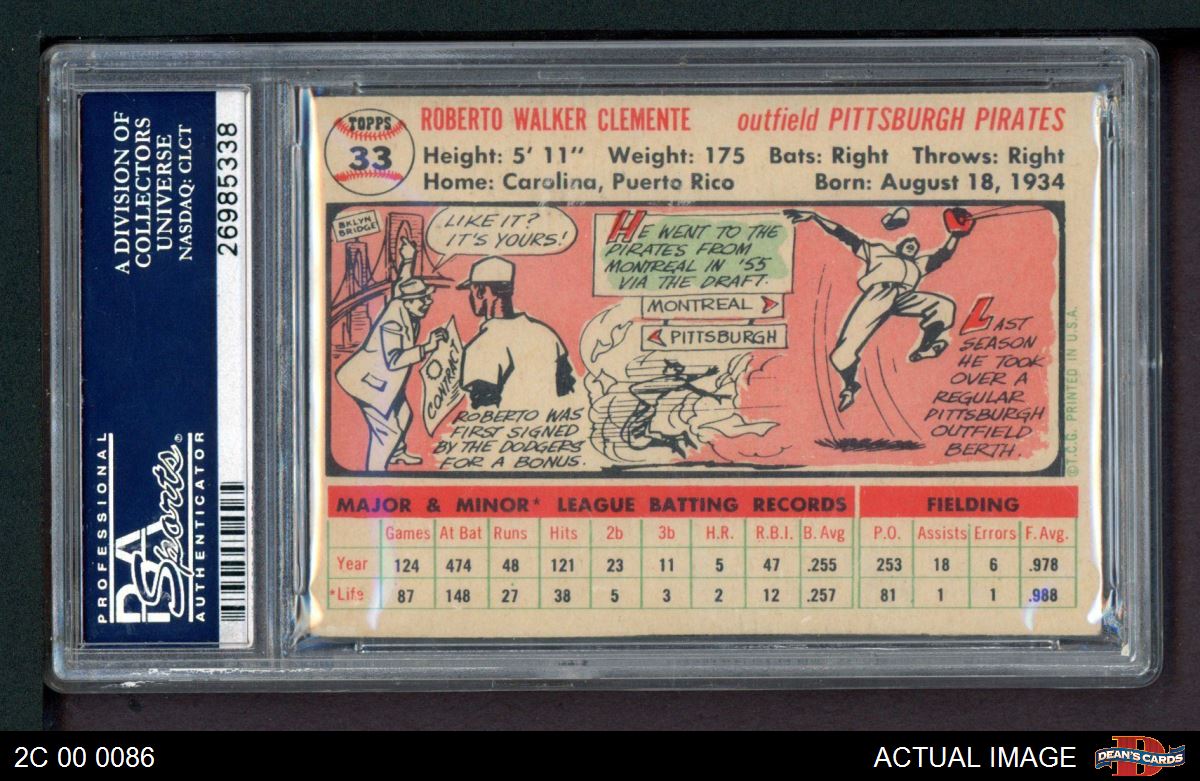 A DIVISION OF
COLLECTORS
UNIVERSE
NASDAQ: CLCT
26985338
PROFESSIONAL
PSA
Sports®
AUTHENTICATOR
TOPPS
33
ROBERTO WALKER CLEMENTE outfield PITTSBURGH PIRATES
Height: 5' 11" Weight: 175 Bats: Right Throws: Right
Home: Carolina, Puerto Rico Born: August 18, 1934
BKLYN
BRIDGE
LIKE IT?
IT'S YOURS!
CONTRACT
ROBERTO WAS
FIRST SIGNED
BY THE DODGERS
FOR A BONUS.
HE WENT TO THE
PIRATES FROM
MONTREAL IN '55
VIA THE DRAFT.
MONTREAL
PITTSBURGH
LAST
SEASON
HE TOOK
OVER A
REGULAR
PITTSBURGH
OUTFIELD
BERTH.
©T.C.G. PRINTED IN U.S.A.
MAJOR & MINOR* LEAGUE BATTING RECORDS FIELDING
Games At Bat Runs Hits 2b 3b H.R. R.B.I. B. Avg P.O. Assists Errors F. Avg.
Year 124 474 48 121 23 11 5 47 .255 253 18 6 .978
*Life 87 148 27 38 5 3 2 12 .257 81 1 1 .988
2C 00 0086
ACTUAL IMAGE
D
DEAN'S CARDS